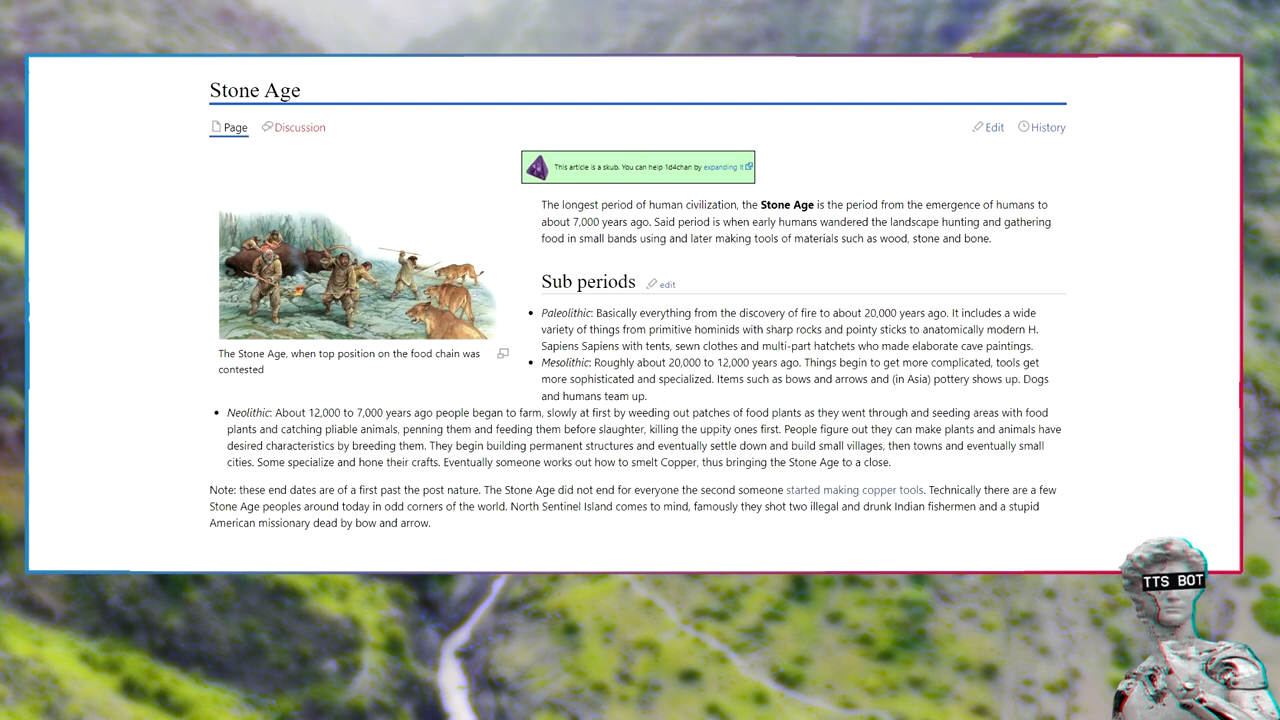 Stone Age
Page
Discussion
Edit
History
This article is a skub. You can help 1d4chan by expanding it
The longest period of human civilization, the Stone Age is the period from the emergence of humans to
about 7,000 years ago. Said period is when early humans wandered the landscape hunting and gathering
food in small bands using and later making tools of materials such as wood, stone and bone.
The Stone Age, when top position on the food chain was
contested
Sub periods
edit
• Paleolithic: Basically everything from the discovery of fire to about 20,000 years ago. It includes a wide
variety of things from primitive hominids with sharp rocks and pointy sticks to anatomically modern H.
Sapiens Sapiens with tents, sewn clothes and multi-part hatchets who made elaborate cave paintings.
• Mesolithic: Roughly about 20,000 to 12,000 years ago. Things begin to get more complicated, tools get
more sophisticated and specialized. Items such as bows and arrows and (in Asia) pottery shows up. Dogs
and humans team up.
• Neolithic: About 12,000 to 7,000 years ago people began to farm, slowly at first by weeding out patches of food plants as they went through and seeding areas with food
plants and catching pliable animals, penning them and feeding them before slaughter, killing the uppity ones first. People figure out they can make plants and animals have
desired characteristics by breeding them. They begin building permanent structures and eventually settle down and build small villages, then towns and eventually small
cities. Some specialize and hone their crafts. Eventually someone works out how to smelt Copper, thus bringing the Stone Age to a close.
Note: these end dates are of a first past the post nature. The Stone Age did not end for everyone the second someone started making copper tools. Technically there are a few
Stone Age peoples around today in odd corners of the world. North Sentinel Island comes to mind, famously they shot two illegal and drunk Indian fishermen and a stupid
American missionary dead by bow and arrow.
TTS BOT